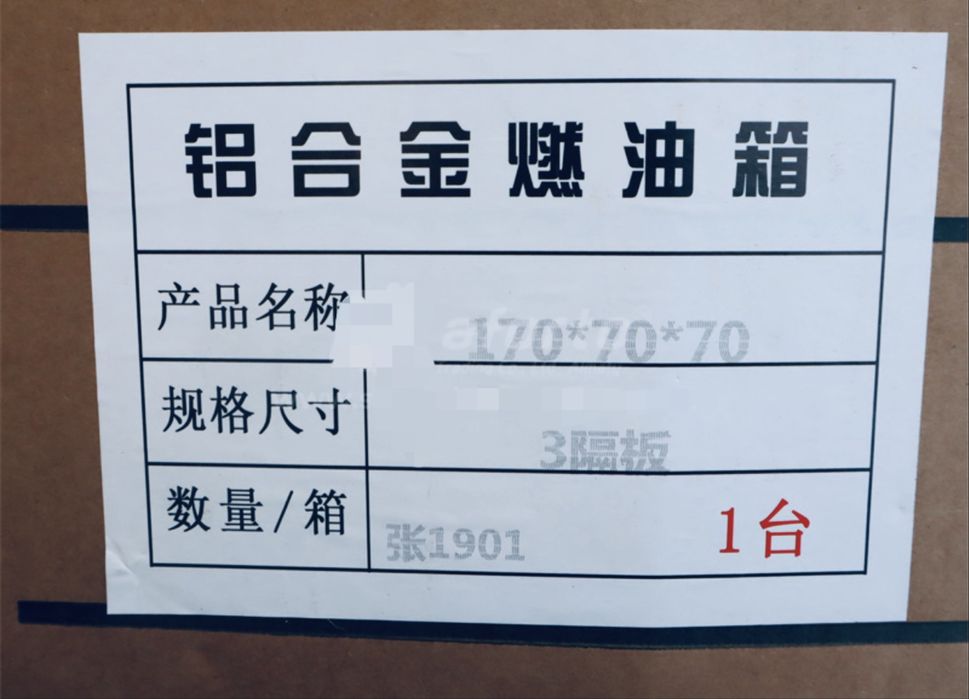 铝合金燃油箱
产品名称
170*70*70
规格尺寸
3隔板
数量/箱
张1901
1台